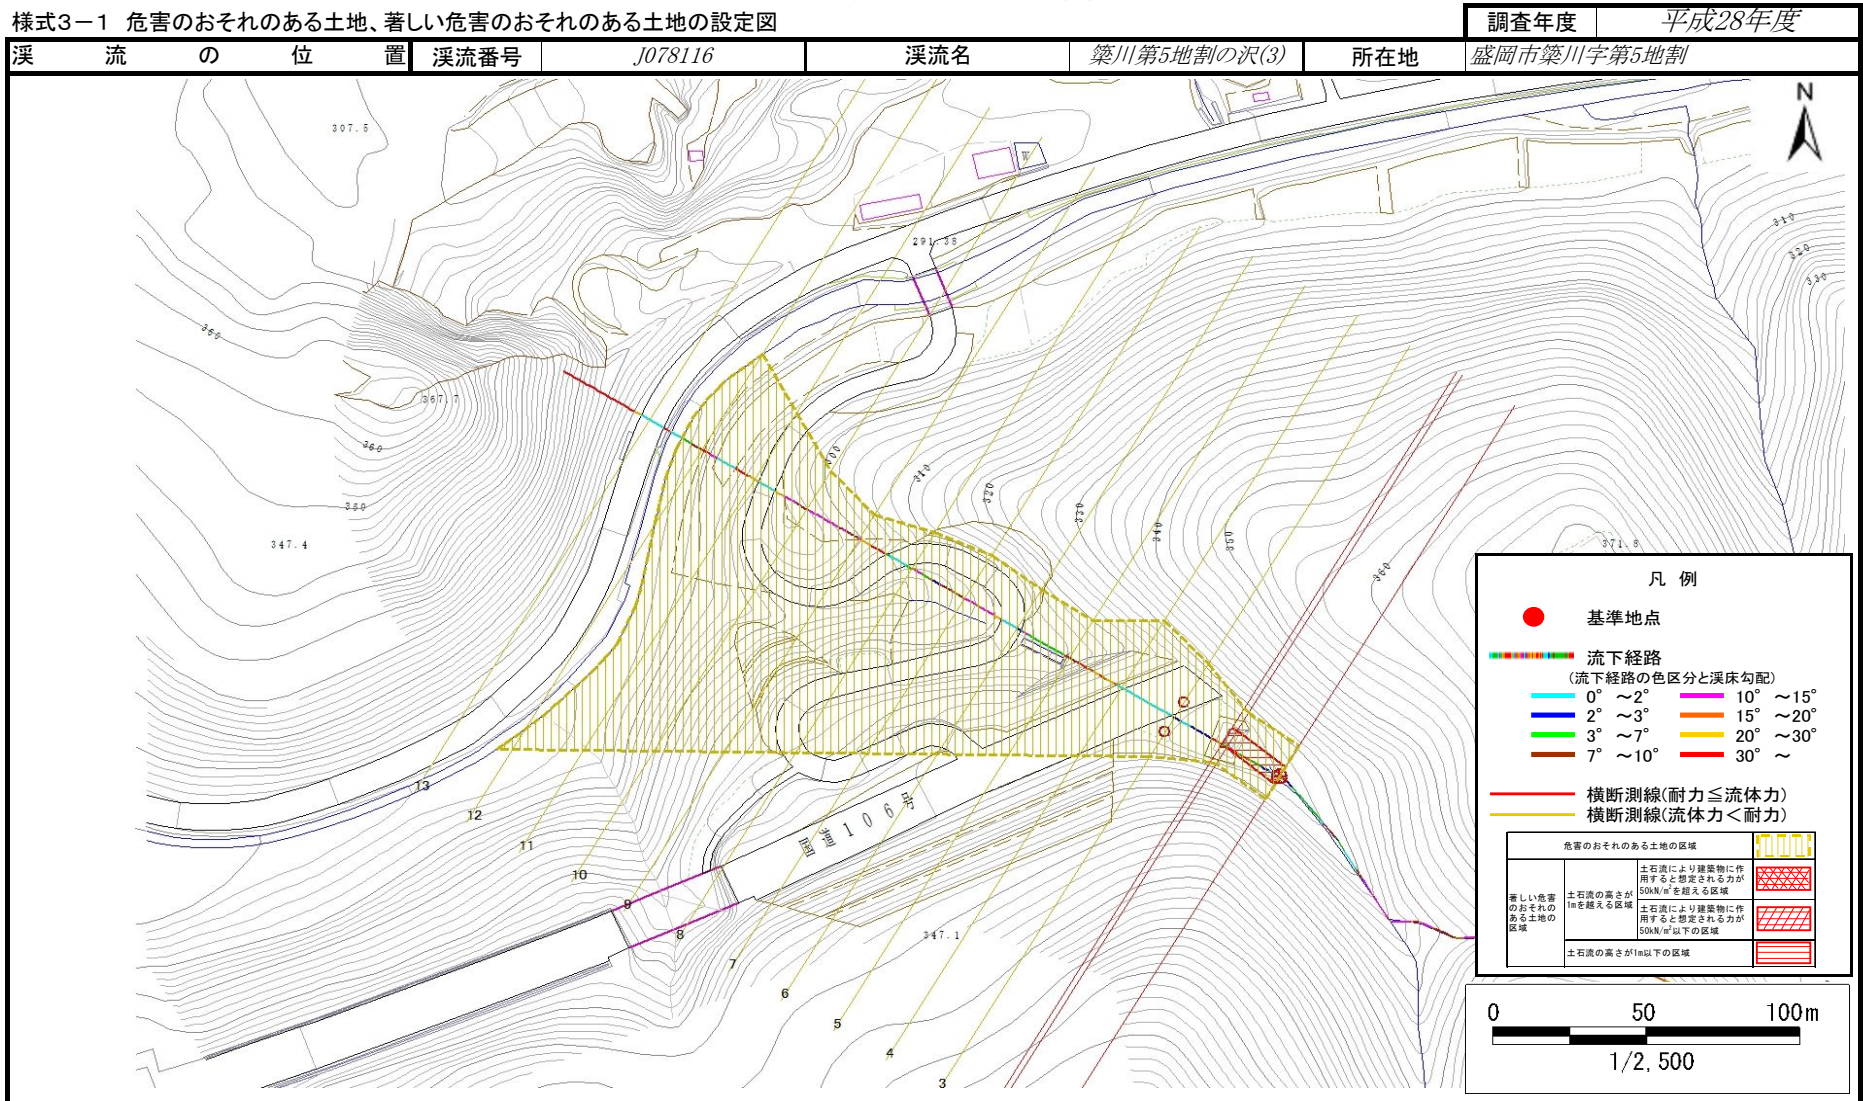 様式3－1 危害のおそれのある土地、著しい危害のおそれのある土地の設定図
調査年度 平成28年度
渓流の位置 渓流番号 J078116 渓流名 簗川第5地割の沢(3) 所在地 盛岡市簗川字第5地割
N
307.5
W
291.38
310
320
330
350
367.7
360
350
347.4
300
310
320
330
340
350
360
371.8
国道106号
347.1
13
12
11
10
9
8
7
6
5
4
3
凡例
基準地点
流下経路
(流下経路の色区分と渓床勾配)
0° ～2° 10° ～15°
2° ～3° 15° ～20°
3° ～7° 20° ～30°
7° ～10° 30° ～
横断測線(耐力≦流体力)
横断測線(流体力＜耐力)
危害のおそれのある土地の区域
著しい危害
のおそれの
ある土地の
区域
土石流の高さが
1mを越える区域
土石流により建築物に作
用すると想定される力が
50kN/㎡を超える区域
土石流により建築物に作
用すると想定される力が
50kN/㎡以下の区域
土石流の高さが1m以下の区域
0 50 100m
1/2,500